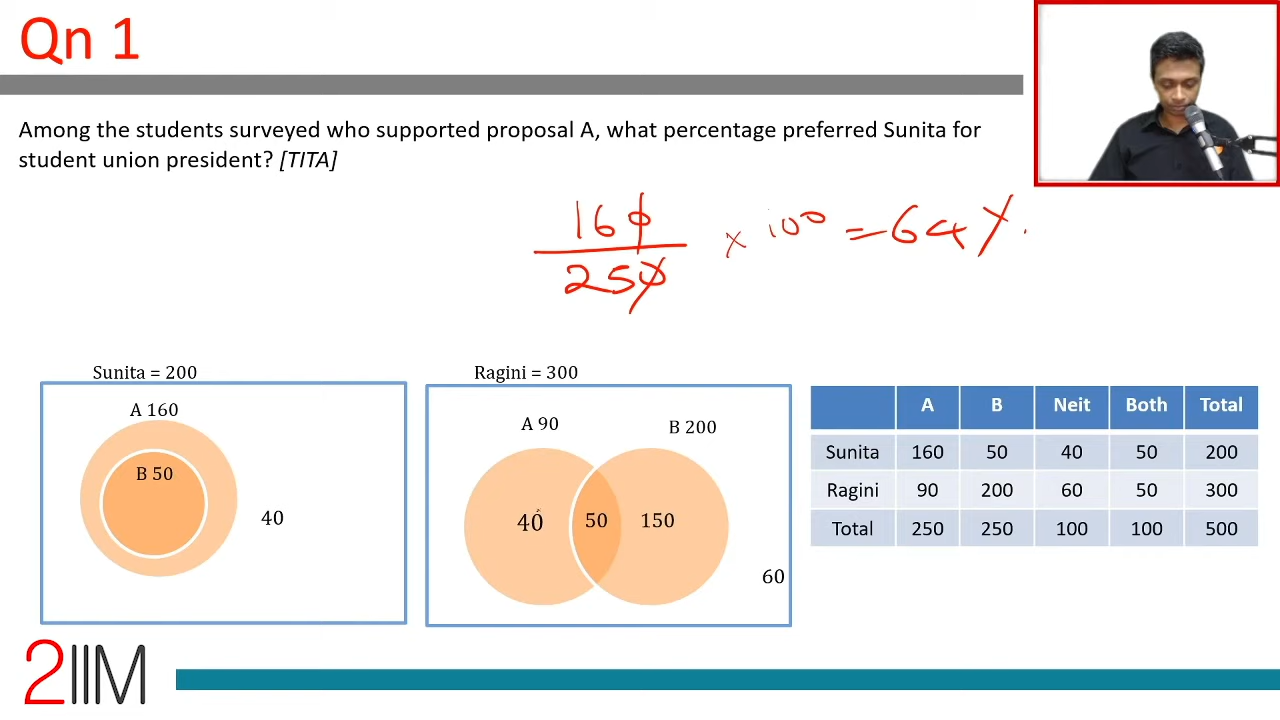 Qn 1
Among the students surveyed who supported proposal A, what percentage preferred Sunita for
student union president? [TITA]
160
250
× 100 = 64%.
Sunita = 200
A 160
B 50
40
Ragini = 300
A 90
B 200
40
50
150
60
A B Neit Both Total
Sunita 160 50 40 50 200
Ragini 90 200 60 50 300
Total 250 250 100 100 500
2IIM